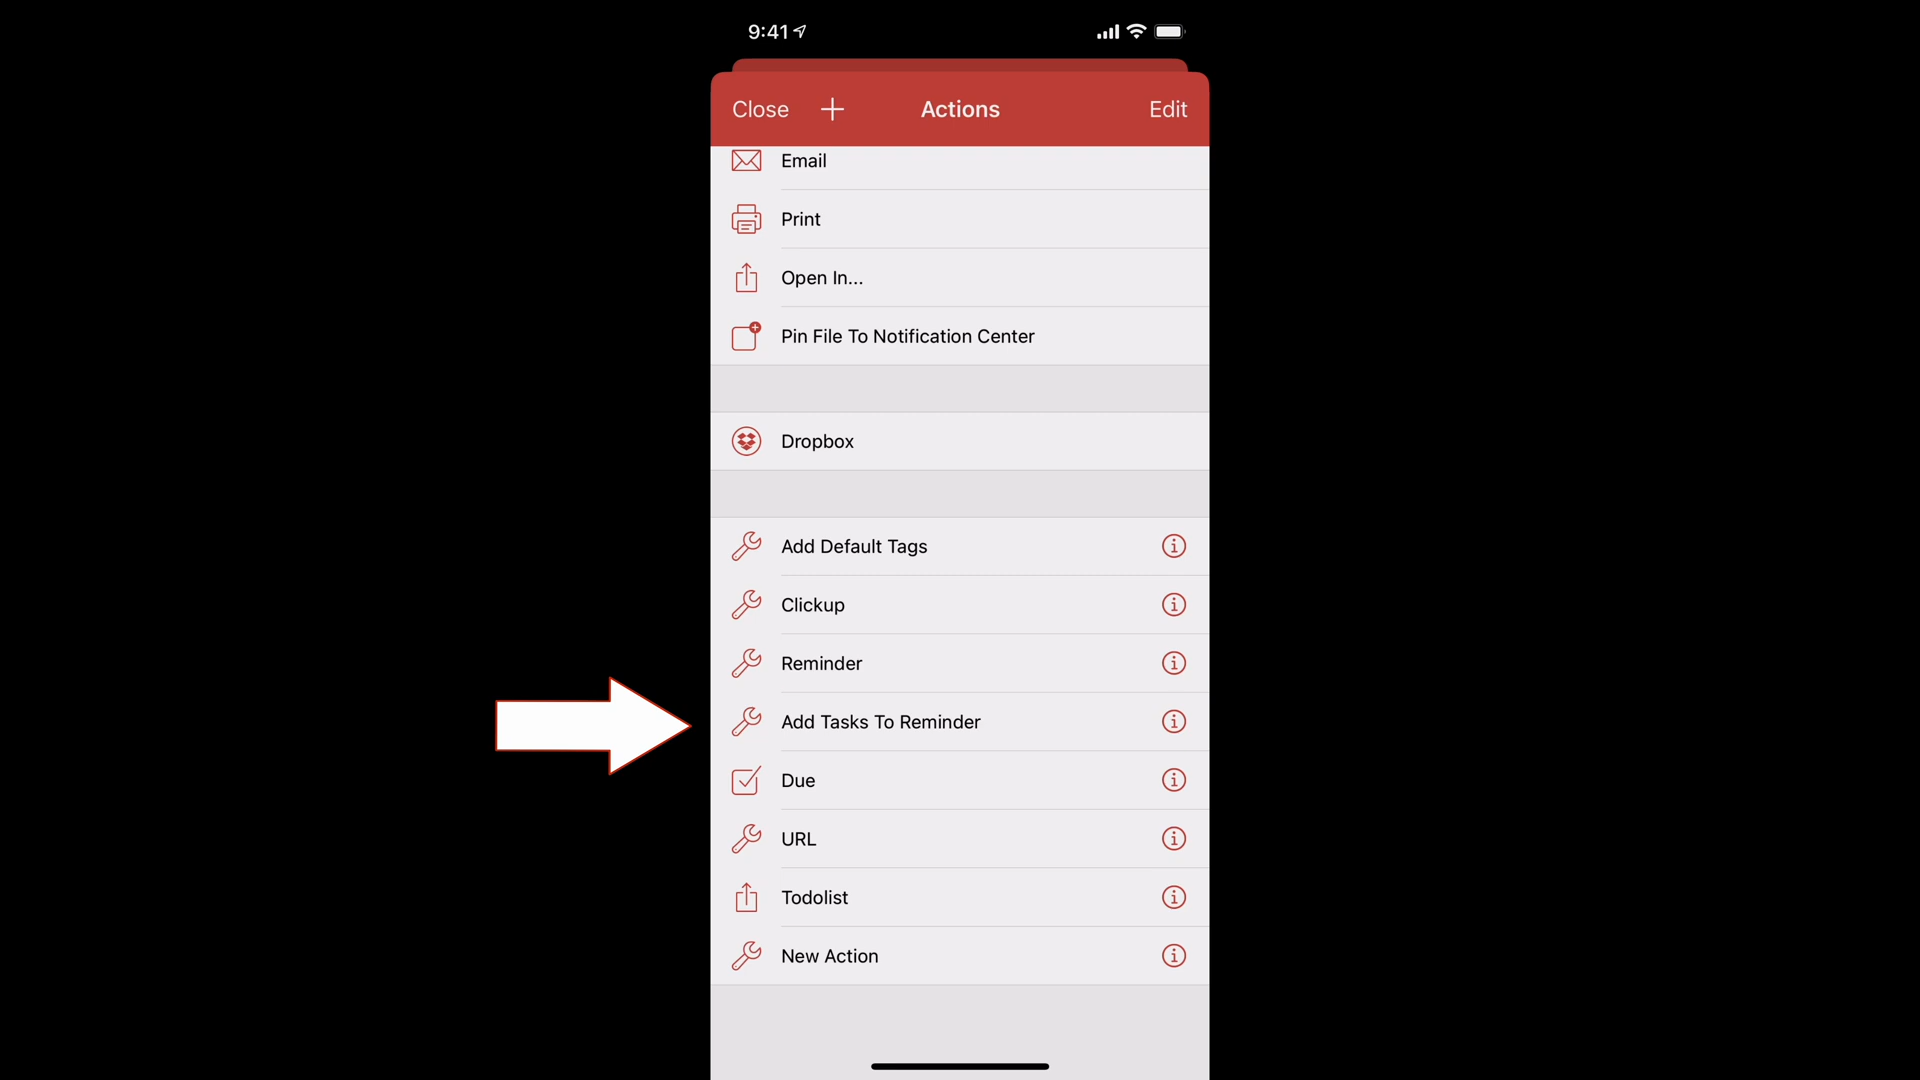 9:41
Close + Actions Edit
Email
Print
Open In...
Pin File To Notification Center
Dropbox
Add Default Tags
Clickup
Reminder
Add Tasks To Reminder
Due
URL
Todolist
New Action